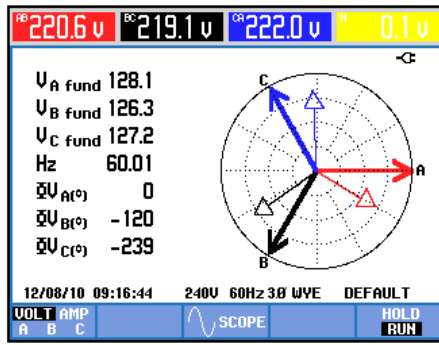 AB 220.6 V BC 219.1 V CA 222.0 V N 0.1 V
VA fund 128.1
VB fund 126.3
VC fund 127.2
Hz 60.01
ΦVA(°) 0
ΦVB(°) -120
ΦVC(°) -239
C
A
B
12/08/10 09:16:44 240V 60Hz 3.0 WYE DEFAULT
VOLT AMP
A B C
SCOPE
HOLD
RUN